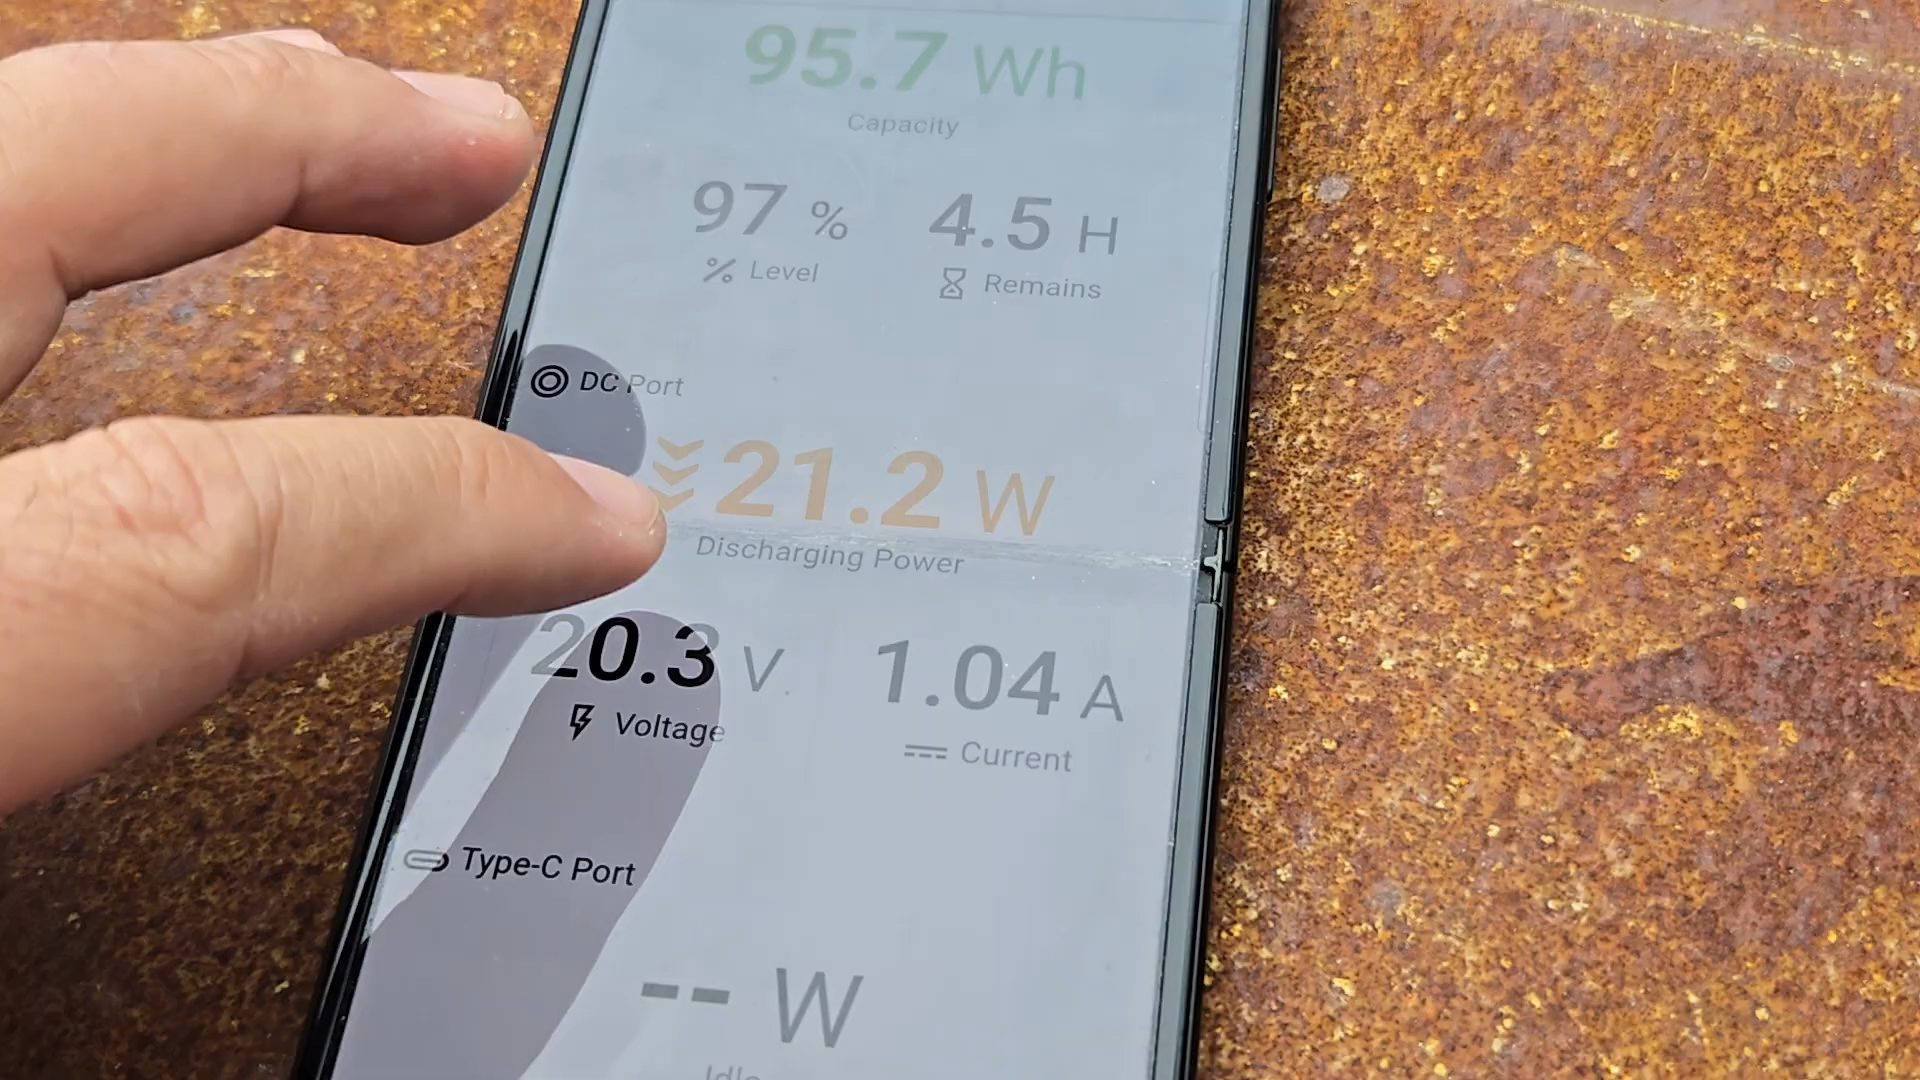 95.7 Wh
Capacity
97 %
4.5 H
% Level
Remains
DC Port
21.2 W
Discharging Power
20.3 V
1.04 A
Voltage
Current
Type-C Port
-- W
Idle